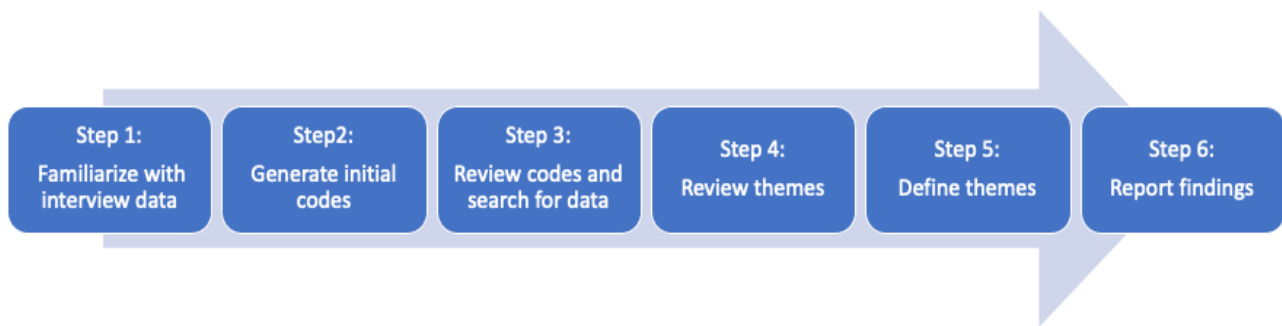 Step 1:
Familiarize with
interview data
Step2:
Generate initial
codes
Step 3:
Review codes and
search for data
Step 4:
Review themes
Step 5:
Define themes
Step 6:
Report findings